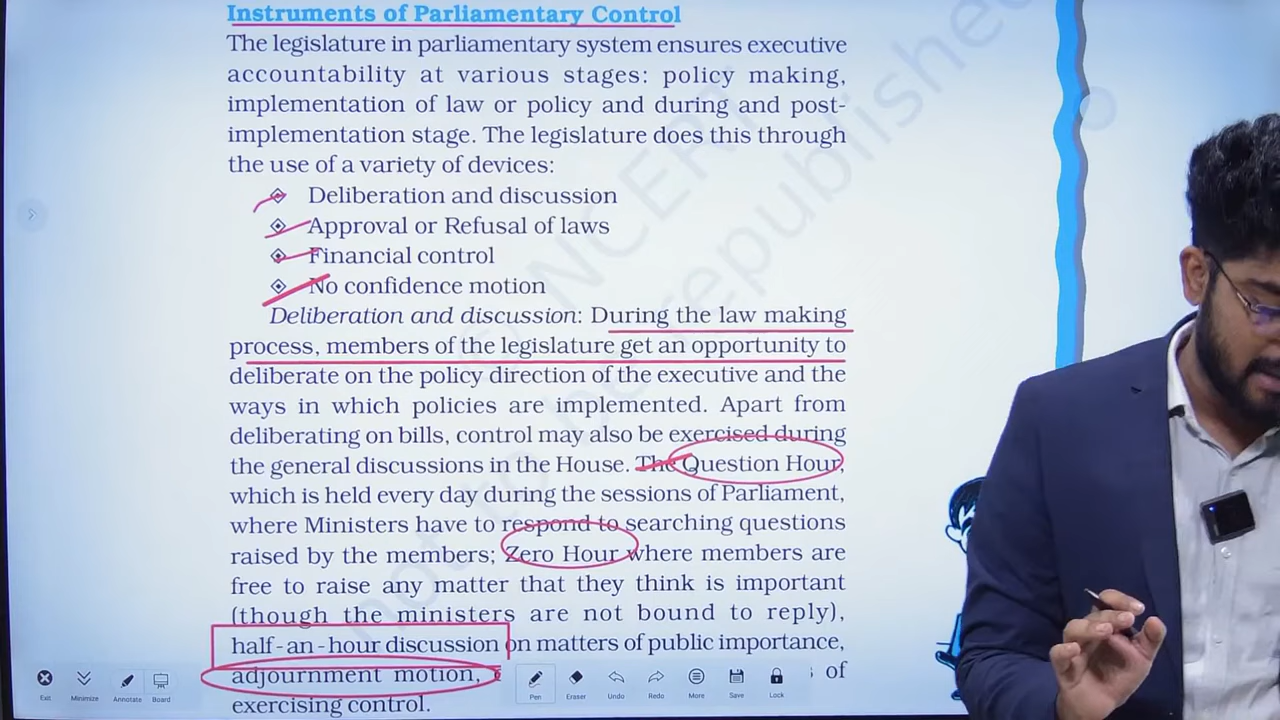 Instruments of Parliamentary Control
The legislature in parliamentary system ensures executive
accountability at various stages: policy making,
implementation of law or policy and during and post-
implementation stage. The legislature does this through
the use of a variety of devices:
Deliberation and discussion
Approval or Refusal of laws
Financial control
No confidence motion
Deliberation and discussion: During the law making
process, members of the legislature get an opportunity to
deliberate on the policy direction of the executive and the
ways in which policies are implemented. Apart from
deliberating on bills, control may also be exercised during
the general discussions in the House. The Question Hour,
which is held every day during the sessions of Parliament,
where Ministers have to respond to searching questions
raised by the members; Zero Hour where members are
free to raise any matter that they think is important
(though the ministers are not bound to reply),
half-an-hour discussion on matters of public importance,
adjournment motion, of
exercising control.
Exit
Minimize
Annotate
Board
Pen
Eraser
Undo
Redo
More
Save
Lock
NCERT
not to be republished